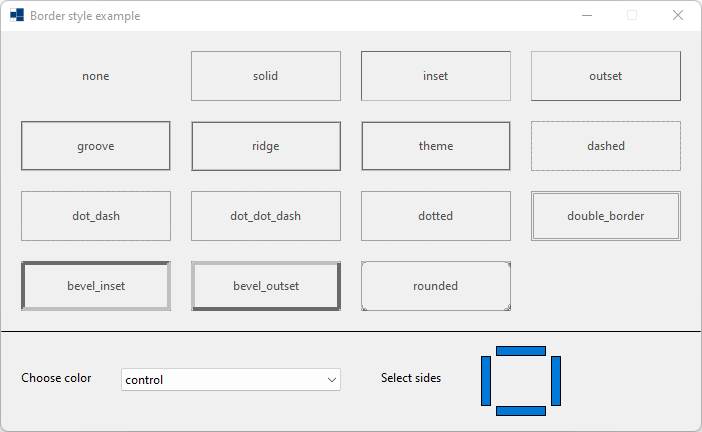 Border style example
none
solid
inset
outset
groove
ridge
theme
dashed
dot_dash
dot_dot_dash
dotted
double_border
bevel_inset
bevel_outset
rounded
Choose color
control
Select sides